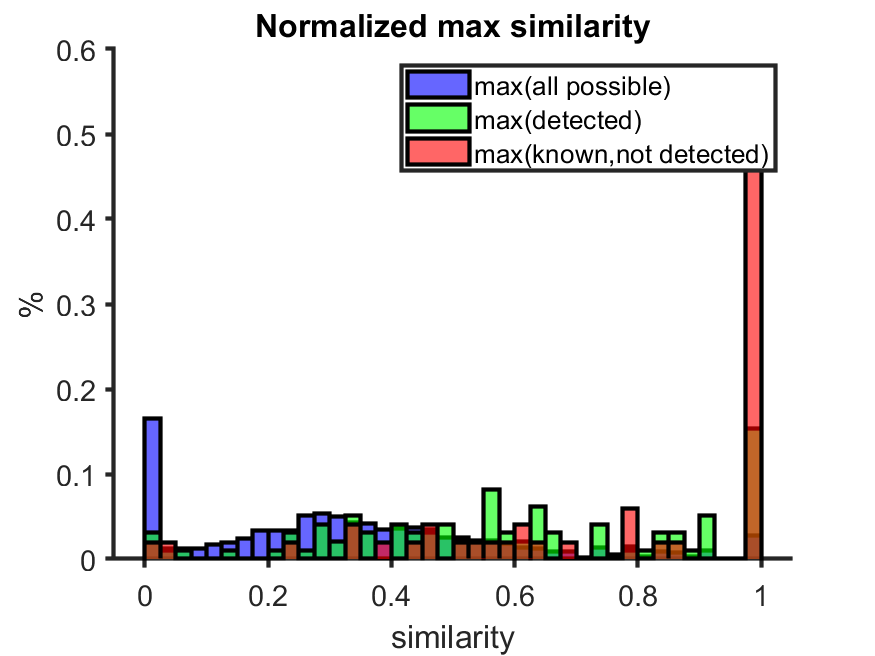 Normalized max similarity
0.6
max(all possible)
max(detected)
max(known,not detected)
0.5
0.4
%
0.3
0.2
0.1
0
0 0.2 0.4 0.6 0.8 1
similarity